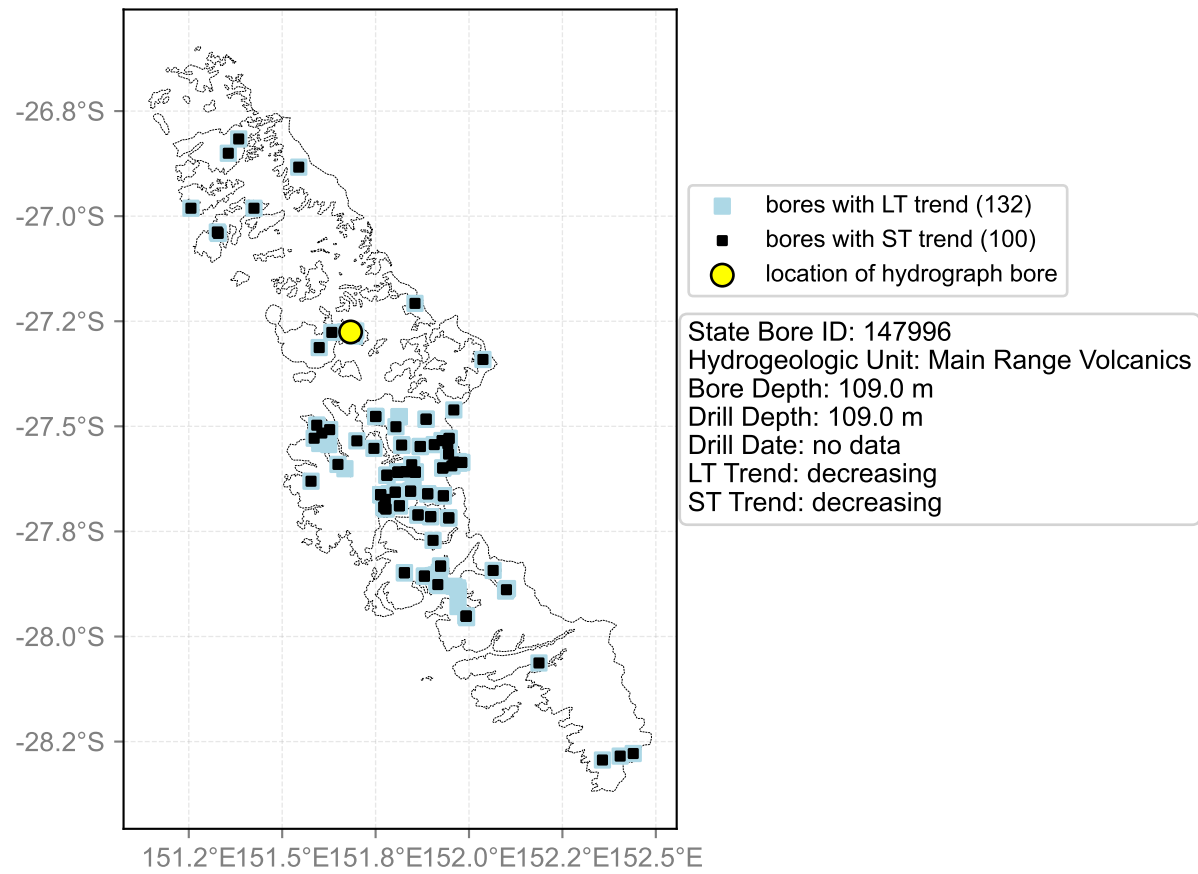 -26.8°S
-27.0°S
-27.2°S
-27.5°S
-27.8°S
-28.0°S
-28.2°S
151.2°E151.5°E151.8°E152.0°E152.2°E152.5°E
bores with LT trend (132)
bores with ST trend (100)
location of hydrograph bore
State Bore ID: 147996
Hydrogeologic Unit: Main Range Volcanics
Bore Depth: 109.0 m
Drill Depth: 109.0 m
Drill Date: no data
LT Trend: decreasing
ST Trend: decreasing